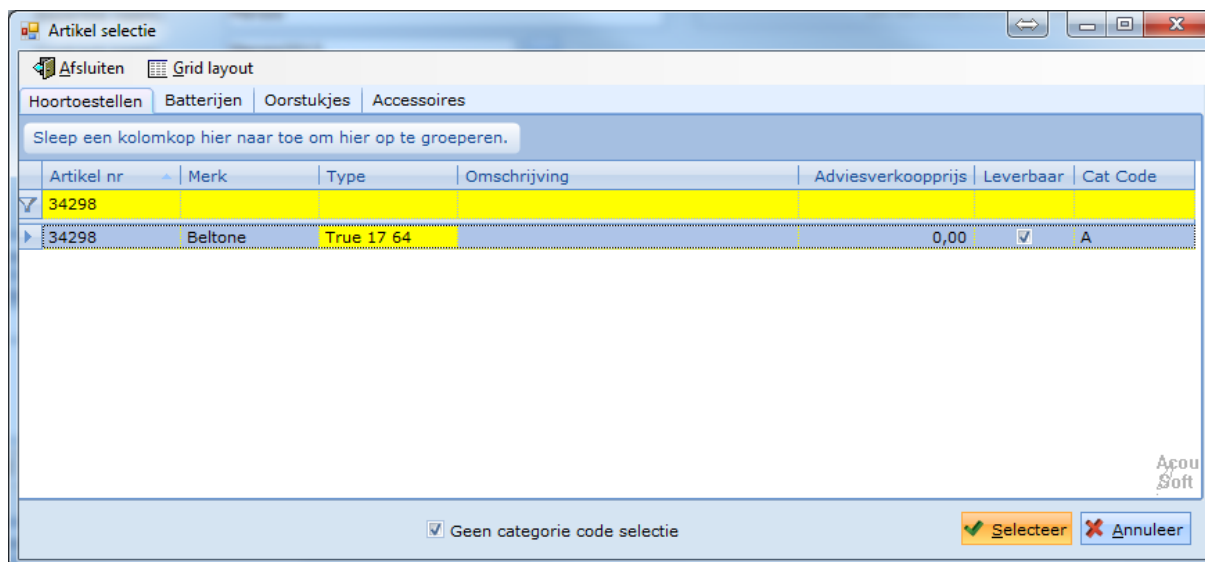 Artikel selectie
Afsluiten Grid layout
Hoortoestellen Batterijen Oorstukjes Accessoires
Sleep een kolomkop hier naar toe om hier op te groeperen.
Artikel nr Merk Type Omschrijving Adviesverkoopprijs Leverbaar Cat Code
34298
34298 Beltone True 17 64 0,00 A
Acou
Soft
Geen categorie code selectie Selecteer Annuleer